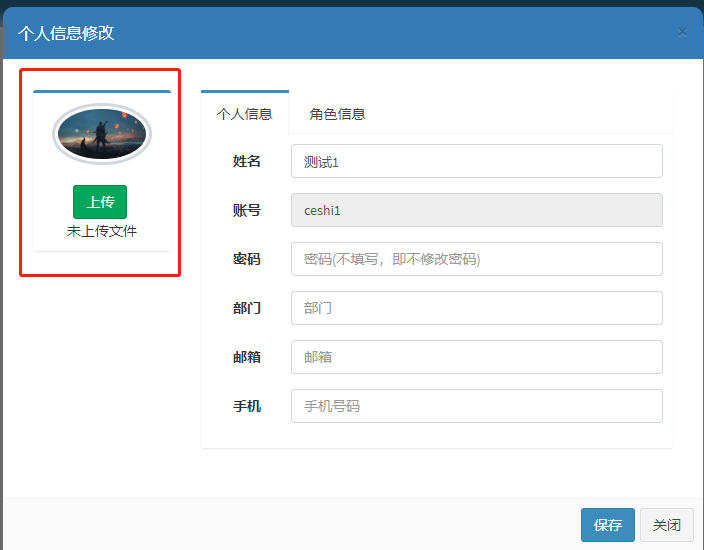 个人信息修改
×
上传
未上传文件
个人信息
角色信息
姓名
测试1
账号
ceshi1
密码
密码(不填写，即不修改密码)
部门
部门
邮箱
邮箱
手机
手机号码
保存
关闭